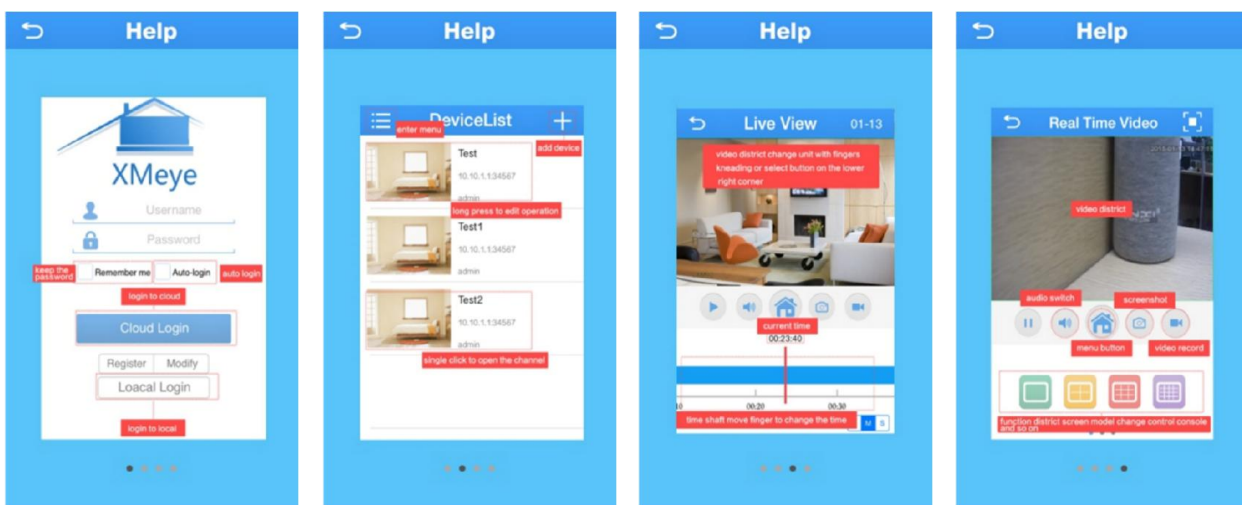 Help
XMeye
Username
Password
keep the
password
Remember me
Auto-login
auto login
login to cloud
Cloud Login
Register
Modify
Loacal Login
login to local
Help
DeviceList
enter menu
add device
Test
10.10.1.1:34567
admin
long press to edit operation
Test1
10.10.1.1:34567
admin
Test2
10.10.1.1:34567
admin
single click to open the channel
Help
Live View
01-13
video district change unit with fingers
kneading or select button on the lower
right corner
current time
00:23:40
00:20
00:30
time shaft move finger to change the time
M
Help
Real Time Video
video district
audio switch
screenshot
menu button
video record
function district screen model change control console
and so on